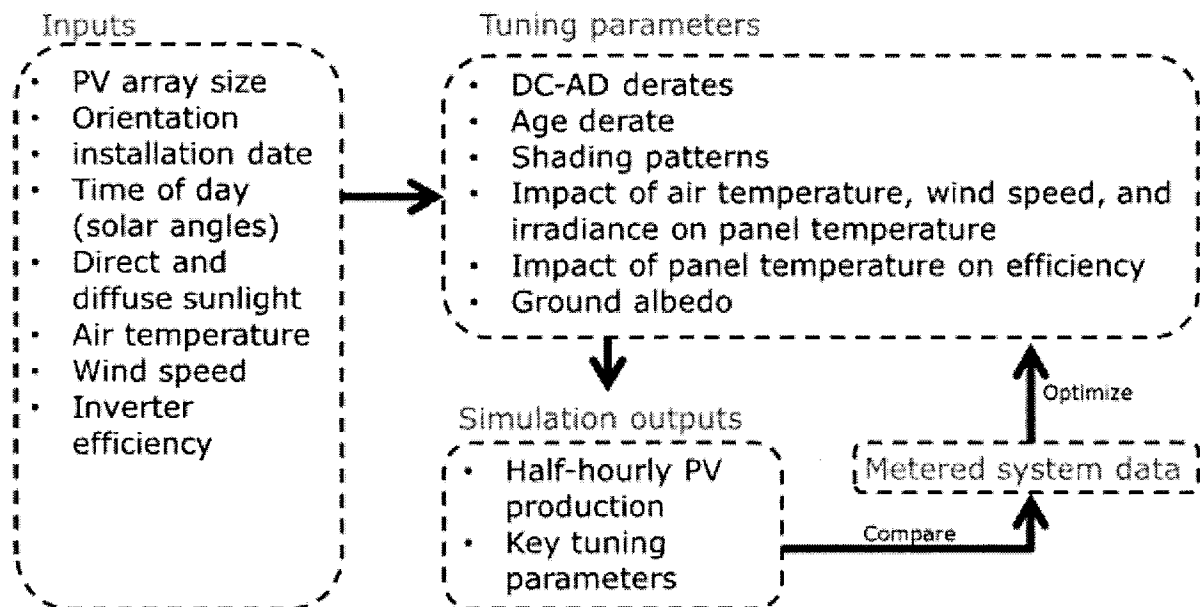 Inputs
• PV array size
• Orientation
• installation date
• Time of day
(solar angles)
• Direct and
diffuse sunlight
• Air temperature
• Wind speed
• Inverter
efficiency
Tuning parameters
• DC-AD derates
• Age derate
• Shading patterns
• Impact of air temperature, wind speed, and
irradiance on panel temperature
• Impact of panel temperature on efficiency
• Ground albedo
Simulation outputs
• Half-hourly PV
production
• Key tuning
parameters
Compare
Metered system data
Optimize